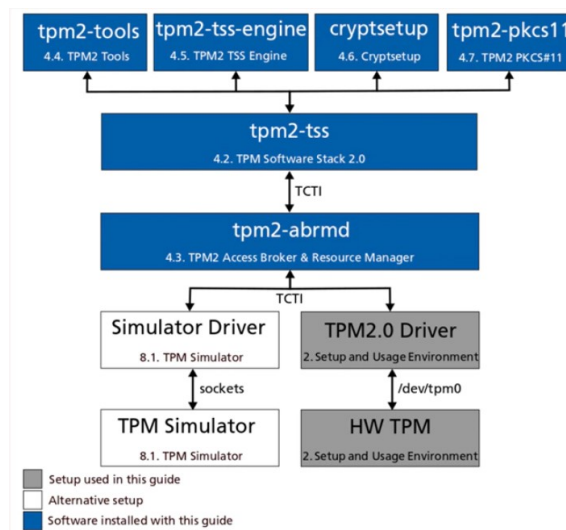 tpm2-tools
4.4. TPM2 Tools
tpm2-tss-engine
4.5. TPM2 TSS Engine
cryptsetup
4.6. Cryptsetup
tpm2-pkcs11
4.7. TPM2 PKCS#11
tpm2-tss
4.2. TPM Software Stack 2.0
TCTI
tpm2-abrmd
4.3. TPM2 Access Broker & Resource Manager
TCTI
Simulator Driver
8.1. TPM Simulator
TPM2.0 Driver
2. Setup and Usage Environment
sockets
/dev/tpm0
TPM Simulator
8.1. TPM Simulator
HW TPM
2. Setup and Usage Environment
Setup used in this guide
Alternative setup
Software installed with this guide